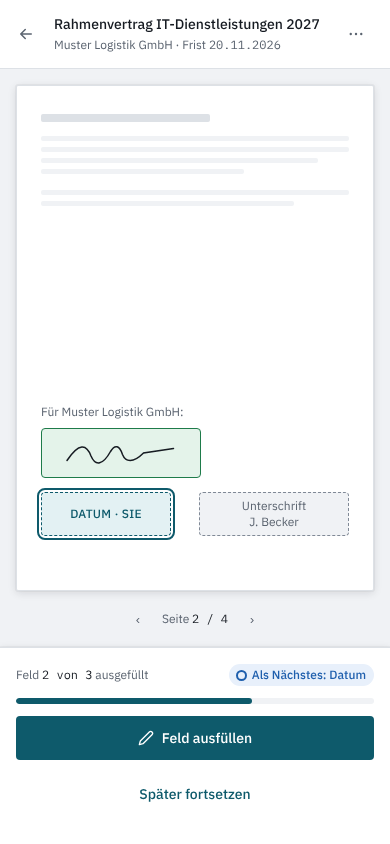 Rahmenvertrag IT-Dienstleistungen 2027
Muster Logistik GmbH · Frist 20.11.2026
Für Muster Logistik GmbH:
DATUM · SIE
Unterschrift
J. Becker
‹ Seite 2 / 4 ›
Feld 2 von 3 ausgefüllt
Als Nächstes: Datum
Feld ausfüllen
Später fortsetzen